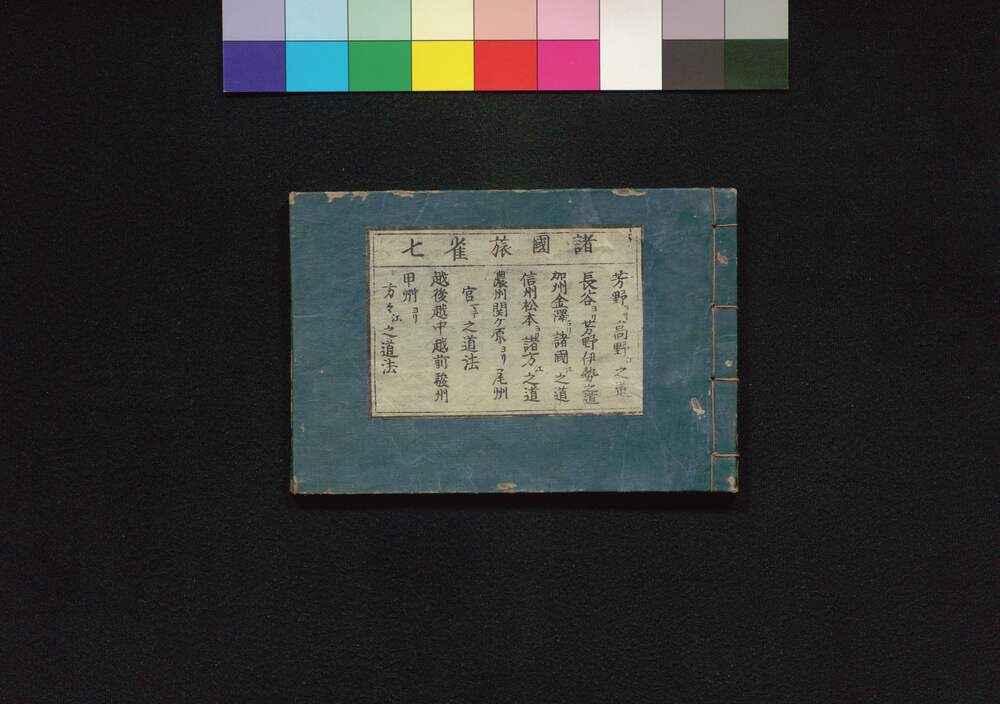 諸國旅雀七
芳野ヨリ高野江之道
長谷ヨリ芳野伊勢之道
加州金澤ヨリ諸國江之道
信州松本ヨリ諸方江之道
濃州関ヶ原ヨリ尾州
宮マテ之道法
越後越中越前駿州
甲州ヨリ
方々江之道法